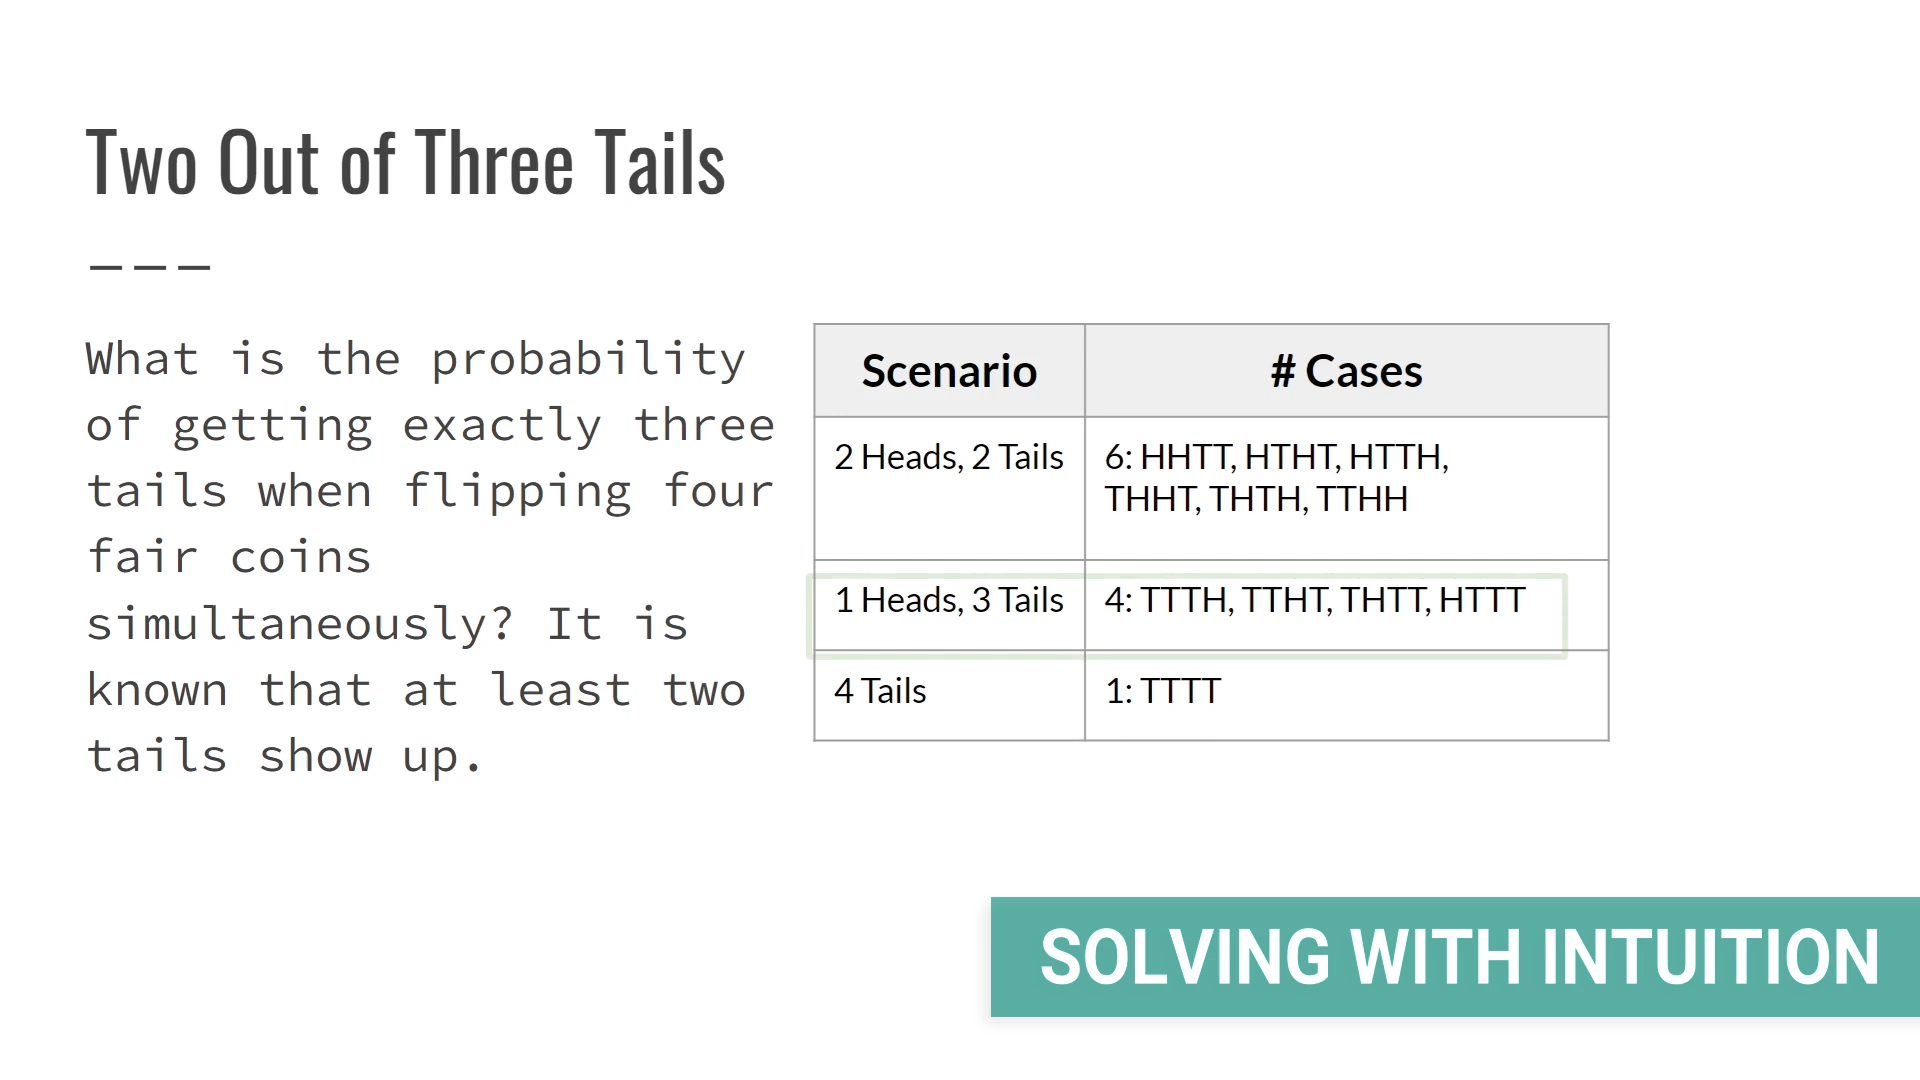 Two Out of Three Tails
———
What is the probability
of getting exactly three
tails when flipping four
fair coins
simultaneously? It is
known that at least two
tails show up.
Scenario
# Cases
2 Heads, 2 Tails
6: HHTT, HTHT, HTTH,
THHT, THTH, TTHH
1 Heads, 3 Tails
4: TTTH, TTHT, THTT, HTTT
4 Tails
1: TTTT
SOLVING WITH INTUITION